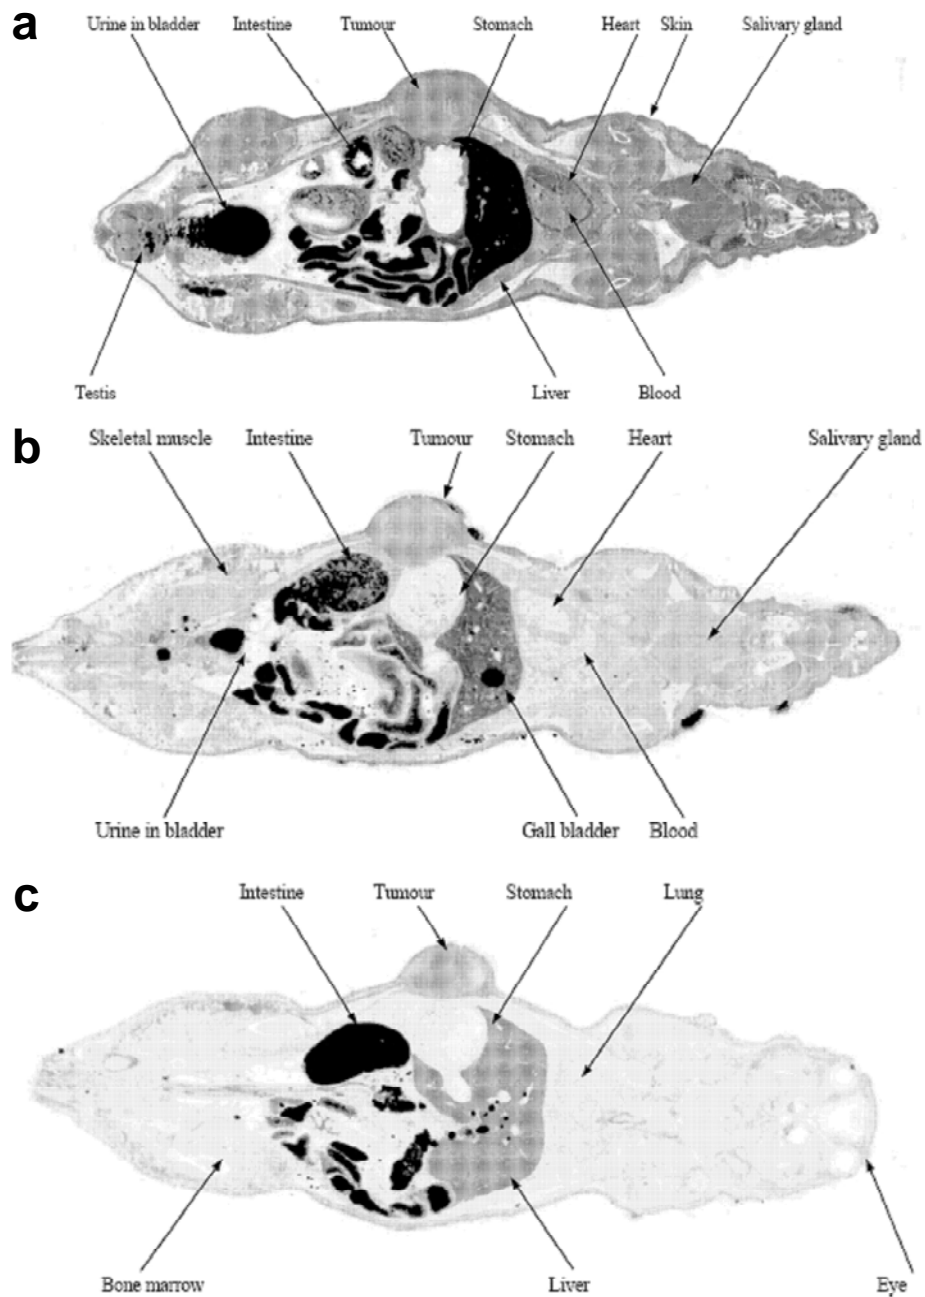 a
Urine in bladder Intestine Tumour Stomach Heart Skin Salivary gland
Testis Liver Blood
b
Skeletal muscle Intestine Tumour Stomach Heart Salivary gland
Urine in bladder Gall bladder Blood
c
Intestine Tumour Stomach Lung
Bone marrow Liver Eye